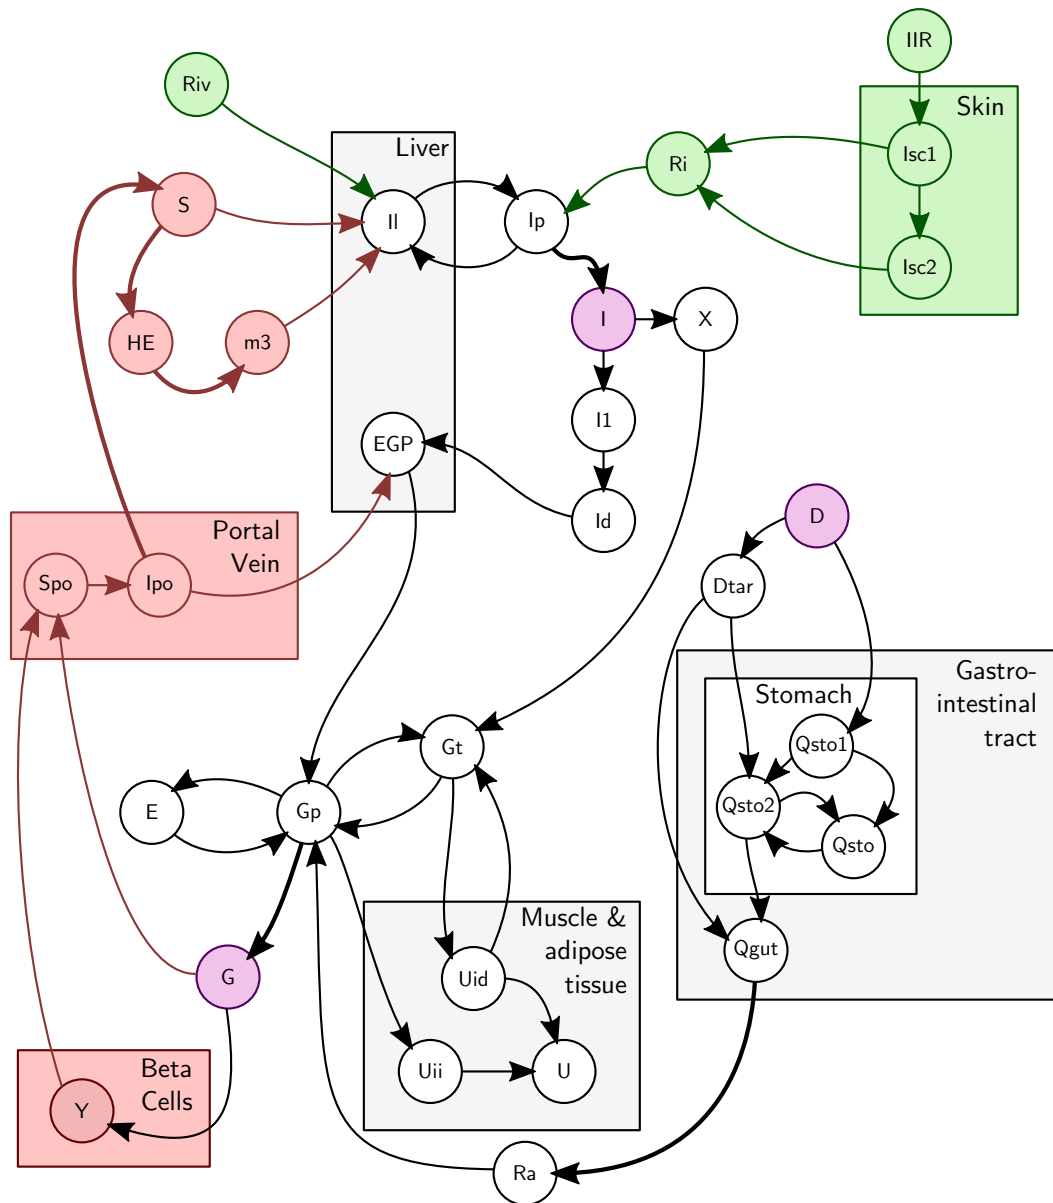 IIR
Riv
Skin
Liver
Isc1
Ri
S
Il
Ip
Isc2
I
X
HE
m3
I1
EGP
Id
D
Portal
Vein
Spo
Ipo
Dtar
Gastro-
intestinal
tract
Stomach
Qsto1
Gt
Qsto2
E
Gp
Qsto
Muscle &
adipose
tissue
Qgut
G
Uid
Beta
Cells
Uii
U
Y
Ra